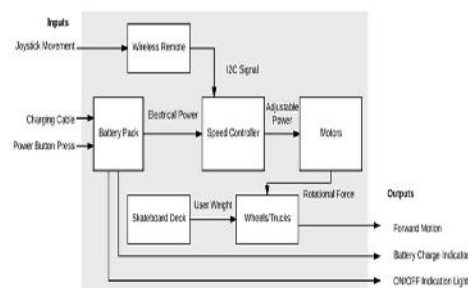 Inputs
Joystick Movement
Wireless Remote
I2C Signal
Charging Cable
Power Button Press
Battery Pack
Electrical Power
Speed Controller
Adjustable
Power
Motors
Skateboard Deck
User Weight
Wheels/Trucks
Rotational Force
Outputs
Forward Motion
Battery Charge Indicator
ON/OFF Indication Light